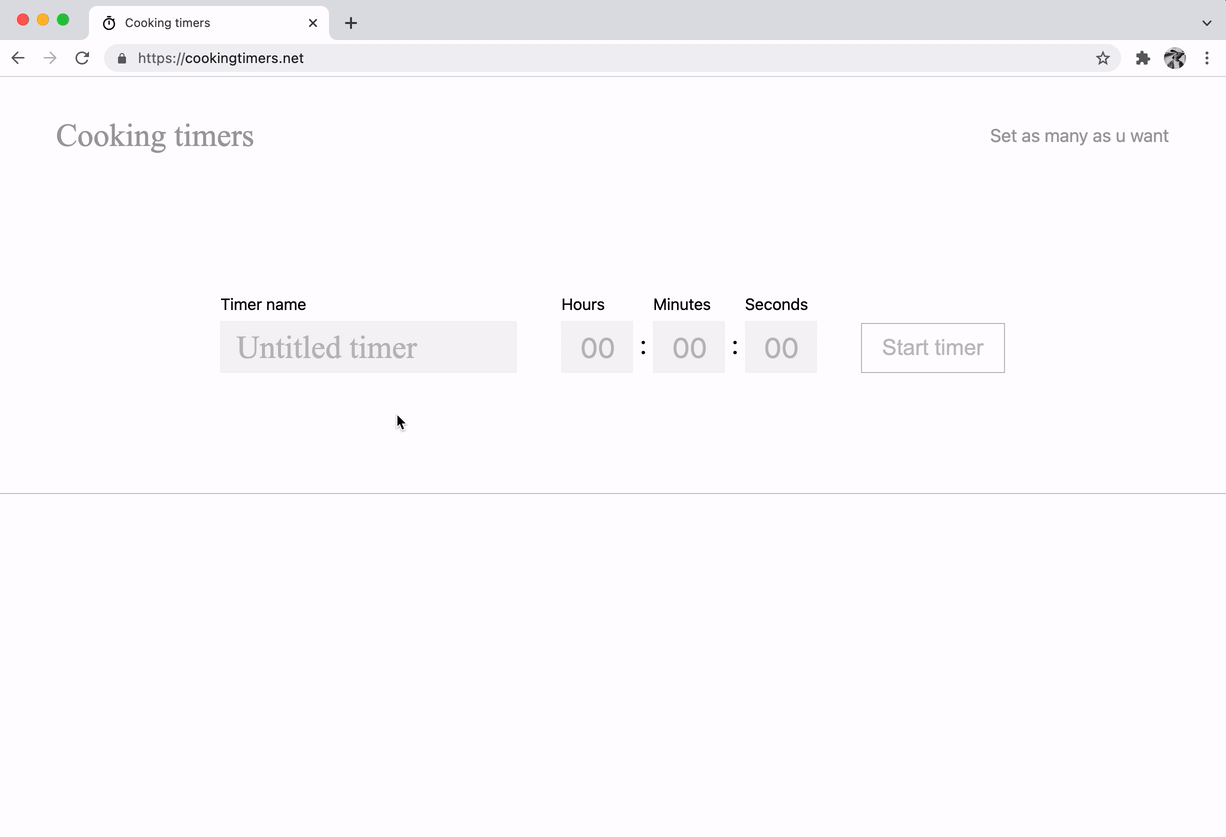 Cooking timers
https://cookingtimers.net
Cooking timers
Set as many as u want
Timer name
Hours
Minutes
Seconds
Untitled timer
00 : 00 : 00
Start timer